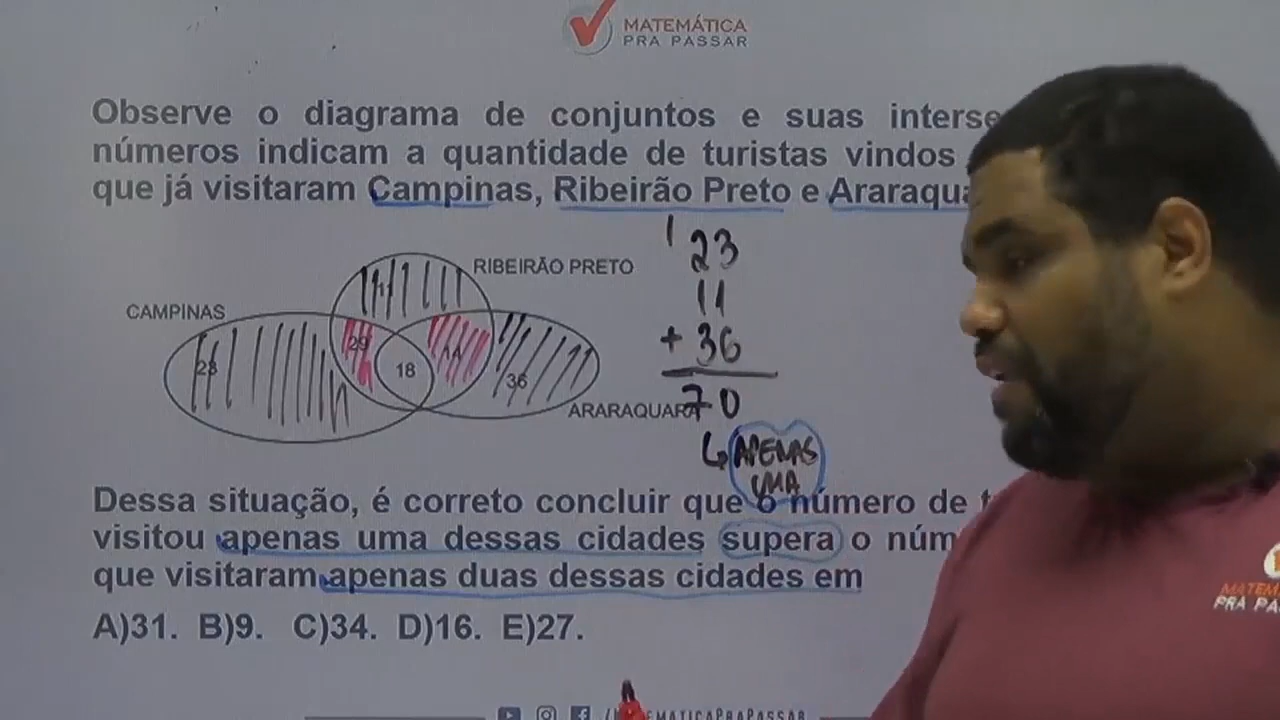 MATEMÁTICA
PRA PASSAR
Observe o diagrama de conjuntos e suas interse
números indicam a quantidade de turistas vindos
que já visitaram Campinas, Ribeirão Preto e Araraqua
RIBEIRÃO PRETO
CAMPINAS
11
29
14
18
36
ARARAQUARA
23
11
+ 36
70
APENAS
UMA
Dessa situação, é correto concluir que o número de t
visitou apenas uma dessas cidades supera o núm
que visitaram apenas duas dessas cidades em
A)31. B)9. C)34. D)16. E)27.
MATEM
PRA PA